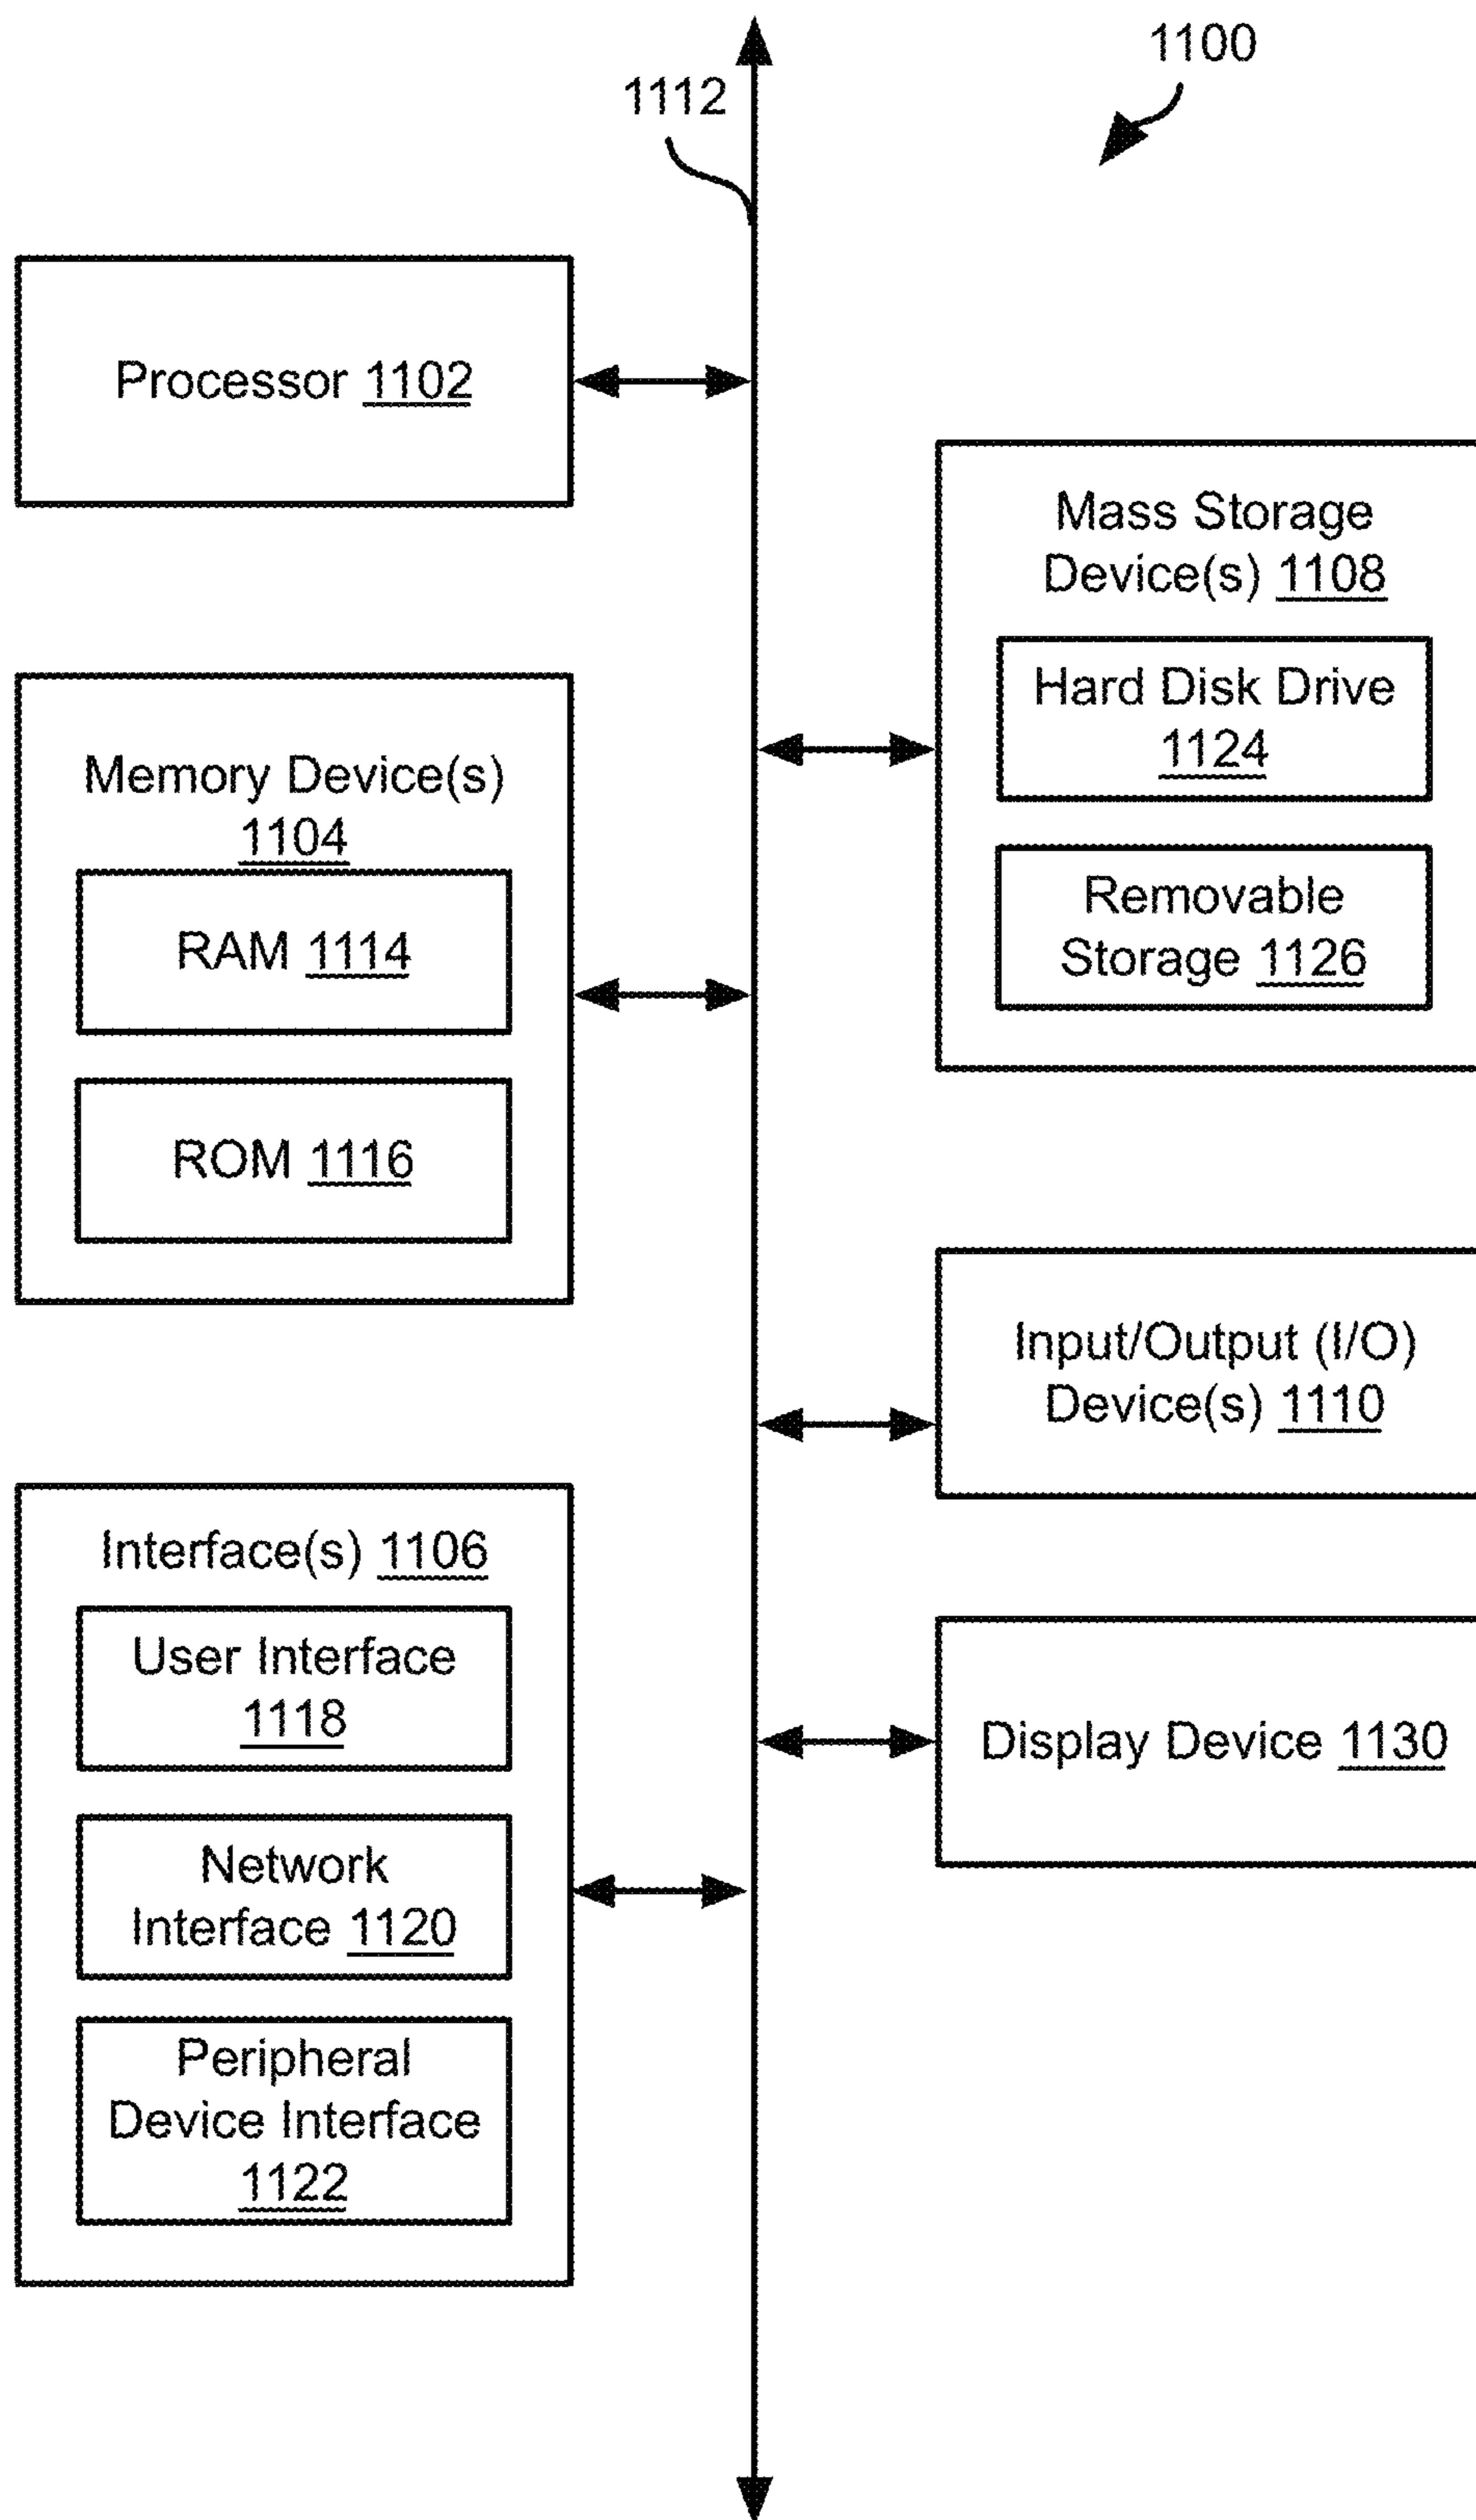 1100
1112
Processor 1102
Mass Storage
Device(s) 1108
Hard Disk Drive
1124
Removable
Storage 1126
Memory Device(s)
1104
RAM 1114
ROM 1116
Input/Output (I/O)
Device(s) 1110
Interface(s) 1106
User Interface
1118
Network
Interface 1120
Peripheral
Device Interface
1122
Display Device 1130